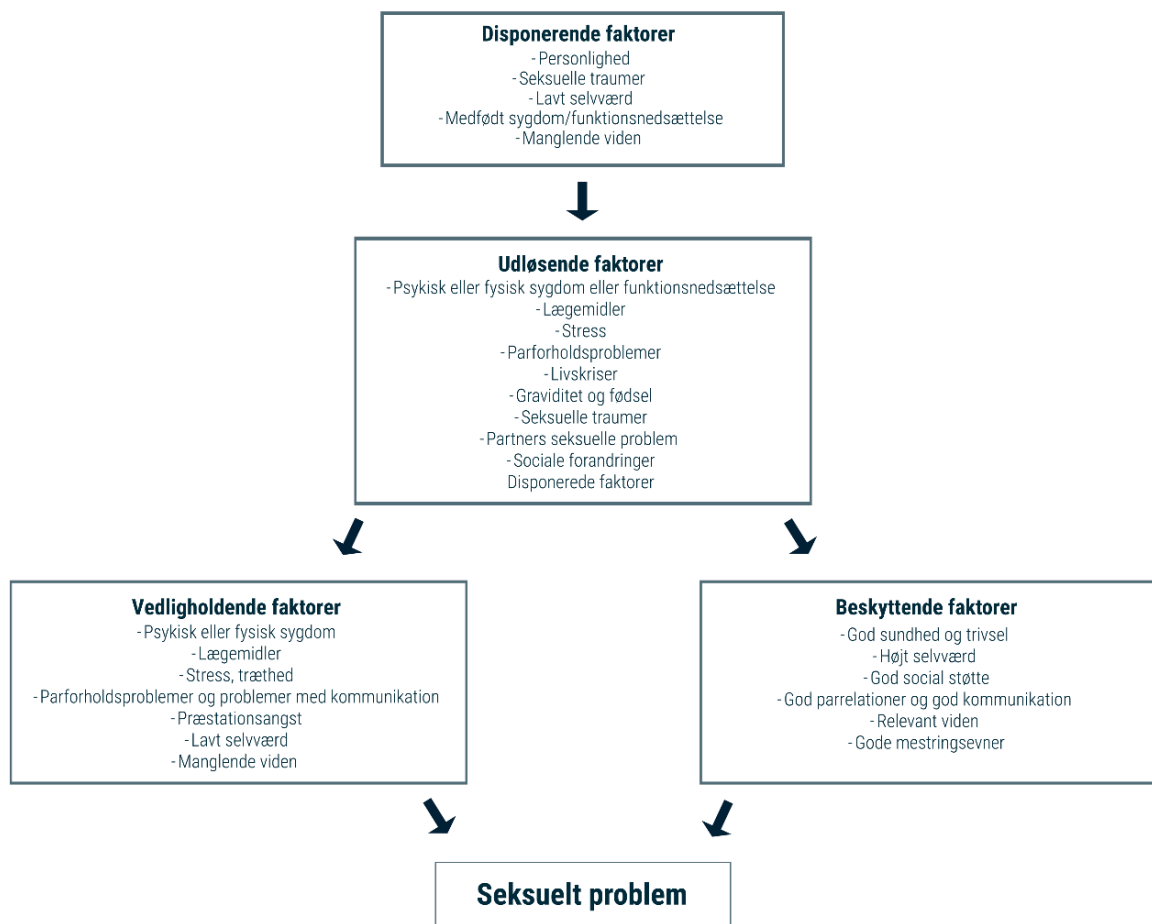 Disponerende faktorer
- Personlighed
- Seksuelle traumer
- Lavt selvværd
- Medfødt sygdom/funktionsnedsættelse
- Manglende viden
Udløsende faktorer
- Psykisk eller fysisk sygdom eller funktionsnedsættelse
- Lægemidler
- Stress
- Parforholdsproblemer
- Livskriser
- Graviditet og fødsel
- Seksuelle traumer
- Partners seksuelle problem
- Sociale forandringer
Disponerede faktorer
Vedligholdende faktorer
- Psykisk eller fysisk sygdom
- Lægemidler
- Stress, træthed
- Parforholdsproblemer og problemer med kommunikation
- Præstationsangst
- Lavt selvværd
- Manglende viden
Beskyttende faktorer
- God sundhed og trivsel
- Højt selvværd
- God social støtte
- God parrelationer og god kommunikation
- Relevant viden
- Gode mestringsevner
Seksuelt problem